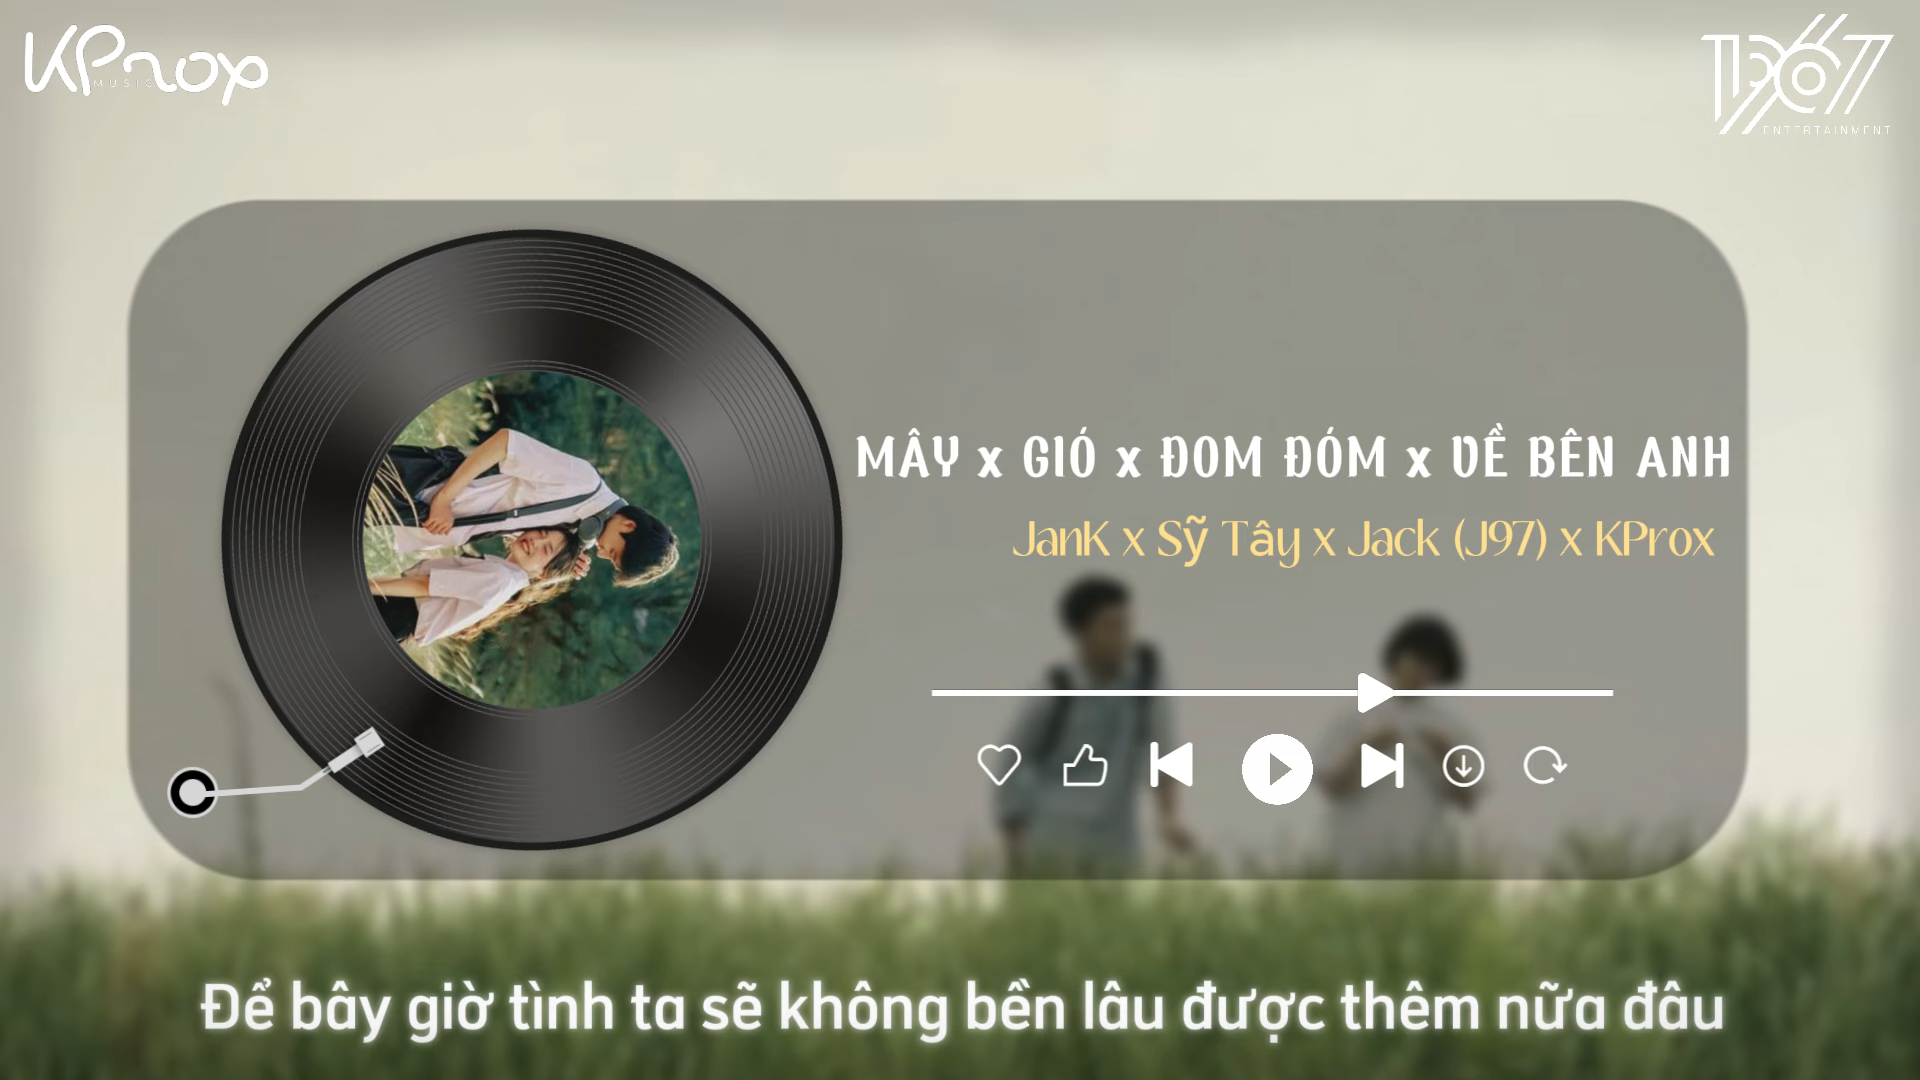 KProx
MUSIC
1967
ENTERTAINMENT
MÂY x GIÓ x ĐOM ĐÓM x VỀ BÊN ANH
JanK x Sỹ Tây x Jack (J97) x KProx
Để bây giờ tình ta sẽ không bền lâu được thêm nữa đâu